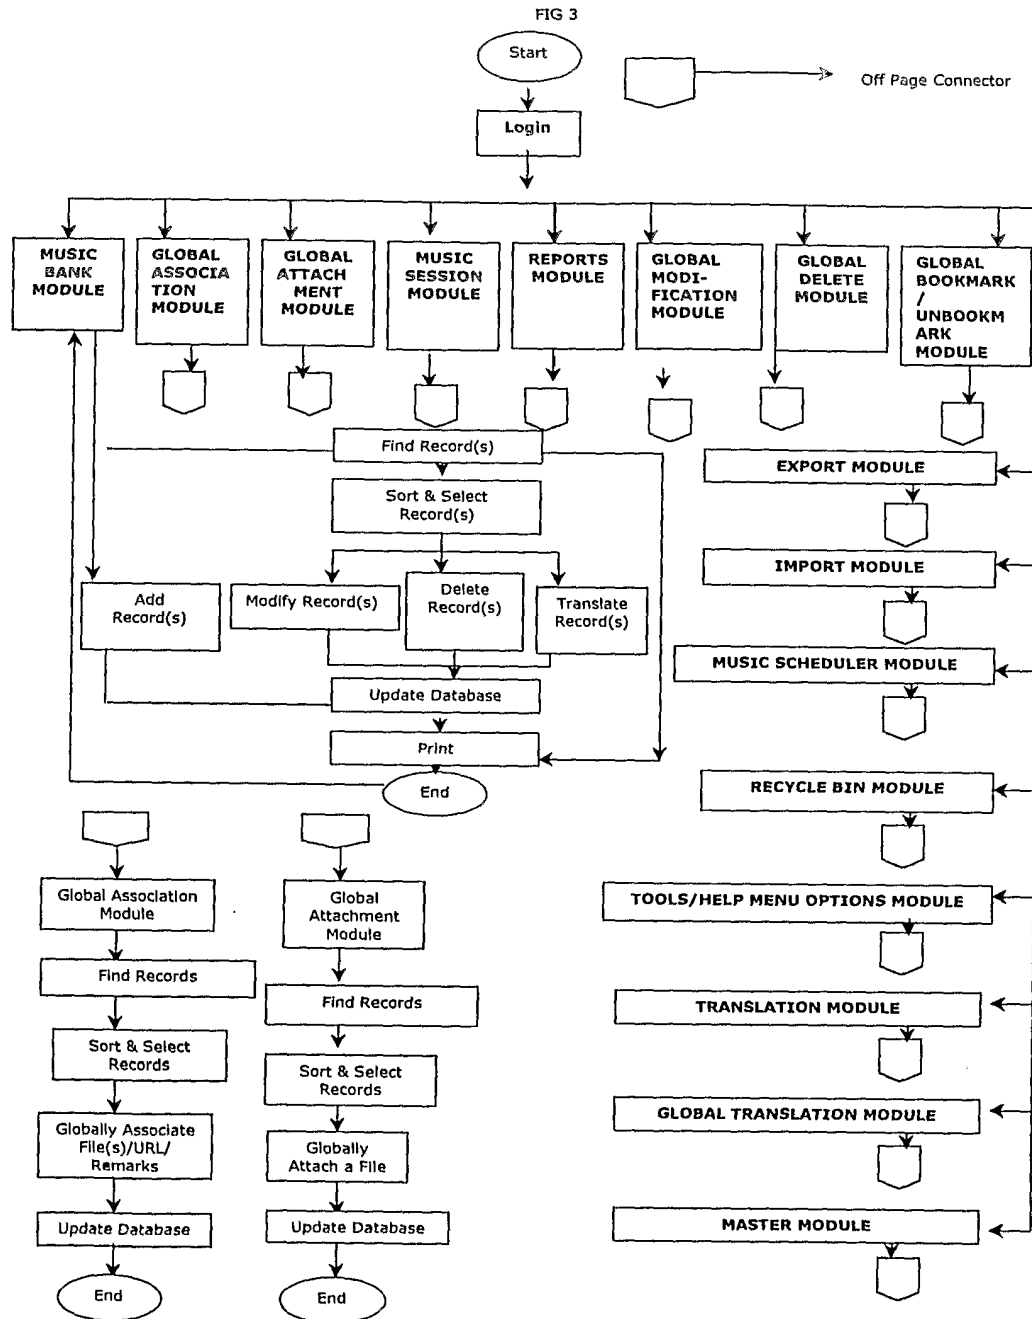 FIG 3
Start
Off Page Connector
Login
MUSIC
BANK
MODULE
GLOBAL
ASSOCIA
TION
MODULE
GLOBAL
ATTACH
MENT
MODULE
MUSIC
SESSION
MODULE
REPORTS
MODULE
GLOBAL
MODI-
FICATION
MODULE
GLOBAL
DELETE
MODULE
GLOBAL
BOOKMARK
/
UNBOOKM
ARK
MODULE
Find Record(s)
Sort & Select
Record(s)
Add
Record(s)
Modify Record(s)
Delete
Record(s)
Translate
Record(s)
Update Database
Print
End
EXPORT MODULE
IMPORT MODULE
MUSIC SCHEDULER MODULE
RECYCLE BIN MODULE
TOOLS/HELP MENU OPTIONS MODULE
TRANSLATION MODULE
GLOBAL TRANSLATION MODULE
MASTER MODULE
Global Association
Module
Find Records
Sort & Select
Records
Globally Associate
File(s)/URL/
Remarks
Update Database
End
Global
Attachment
Module
Find Records
Sort & Select
Records
Globally
Attach a File
Update Database
End